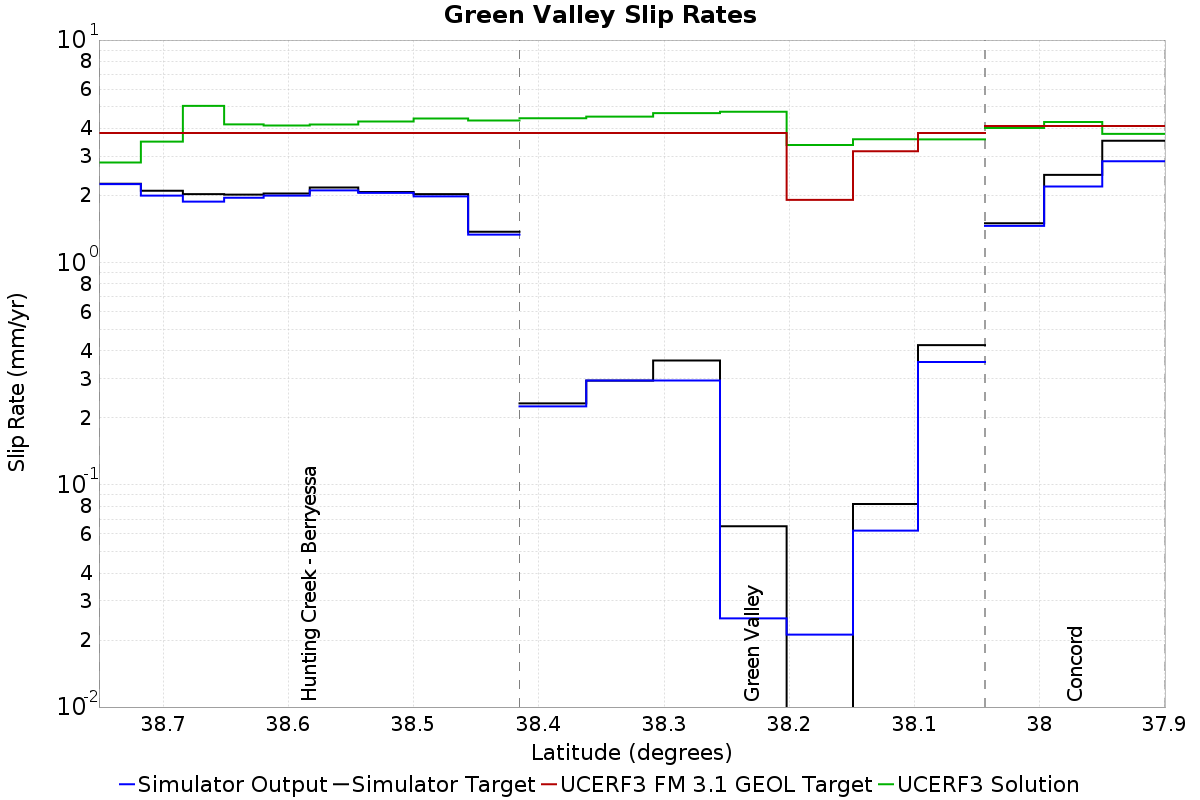 Green Valley Slip Rates
Slip Rate (mm/yr)
10^1
8
6
4
3
2
10^0
8
6
4
3
2
10^-1
8
6
4
3
2
10^-2
Hunting Creek - Berryessa
Green Valley
Concord
38.7 38.6 38.5 38.4 38.3 38.2 38.1 38 37.9
Latitude (degrees)
Simulator Output Simulator Target UCERF3 FM 3.1 GEOL Target UCERF3 Solution